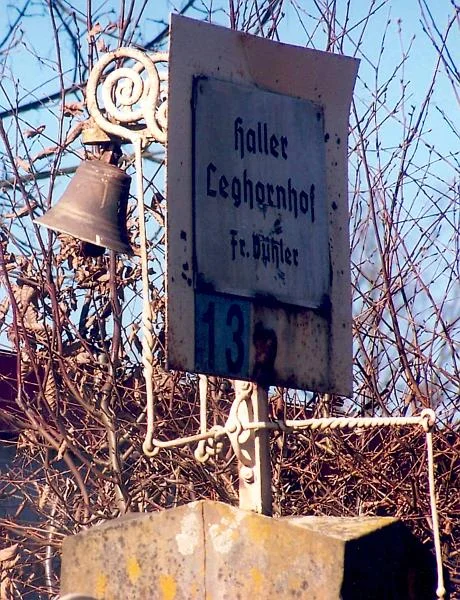 Haller
Leghornhof
Fr. Bühler
13